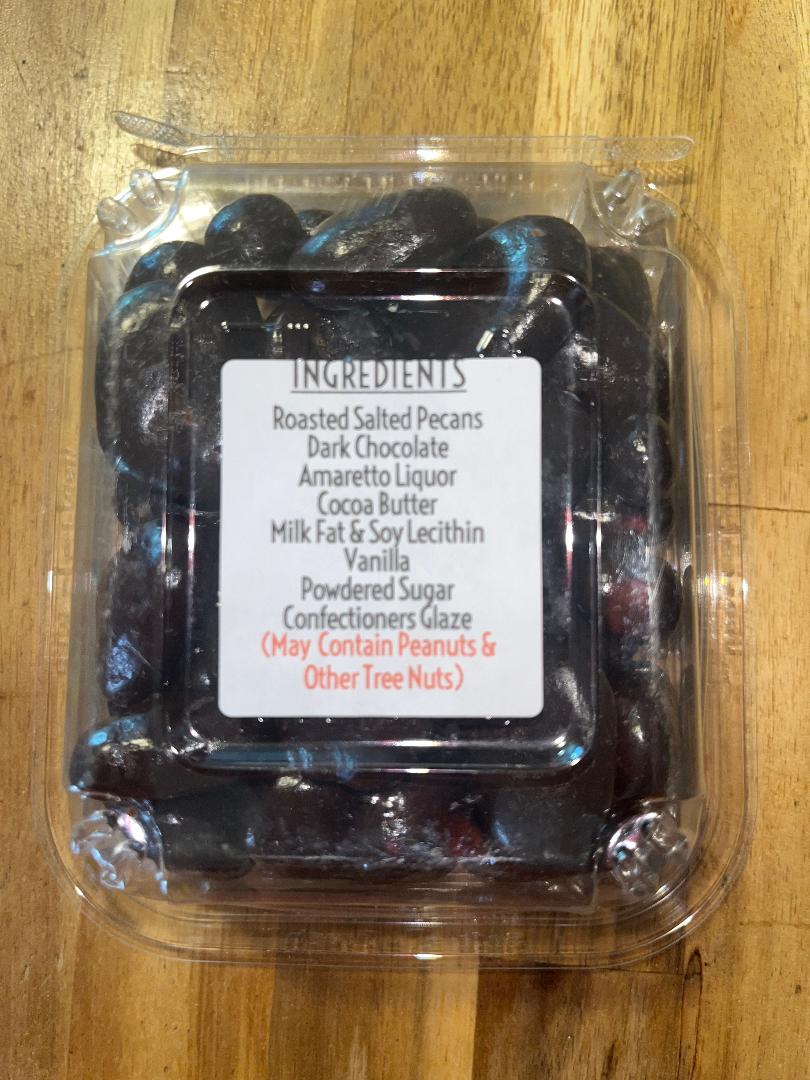 INGREDIENTS
Roasted Salted Pecans
Dark Chocolate
Amaretto Liquor
Cocoa Butter
Milk Fat & Soy Lecithin
Vanilla
Powdered Sugar
Confectioners Glaze
(May Contain Peanuts &
Other Tree Nuts)